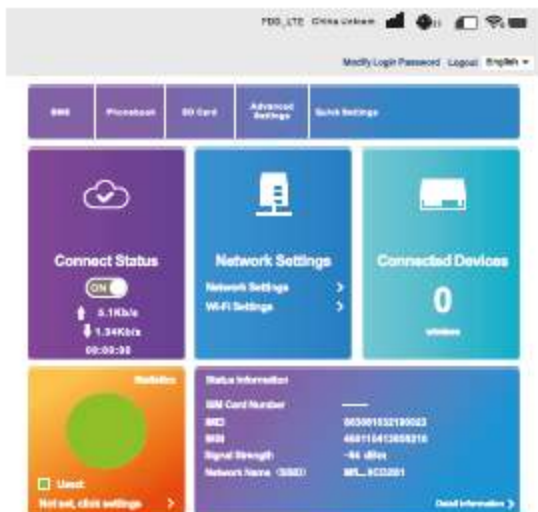 FDD_LTE China Unicom
Modify Login Password Logout English
SMS Phonebook SD Card Advanced Settings Quick Settings
Connect Status
ON
5.1Kb/s
1.34Kb/s
00:00:00
Network Settings
Network Settings >
Wi-Fi Settings >
Connected Devices
0
wireless
Statistics
Used:
Not set, click settings >
Status Information
SIM Card Number
IMEI
IMSI
Signal Strength
Network Name (SSID)
Detail Information >